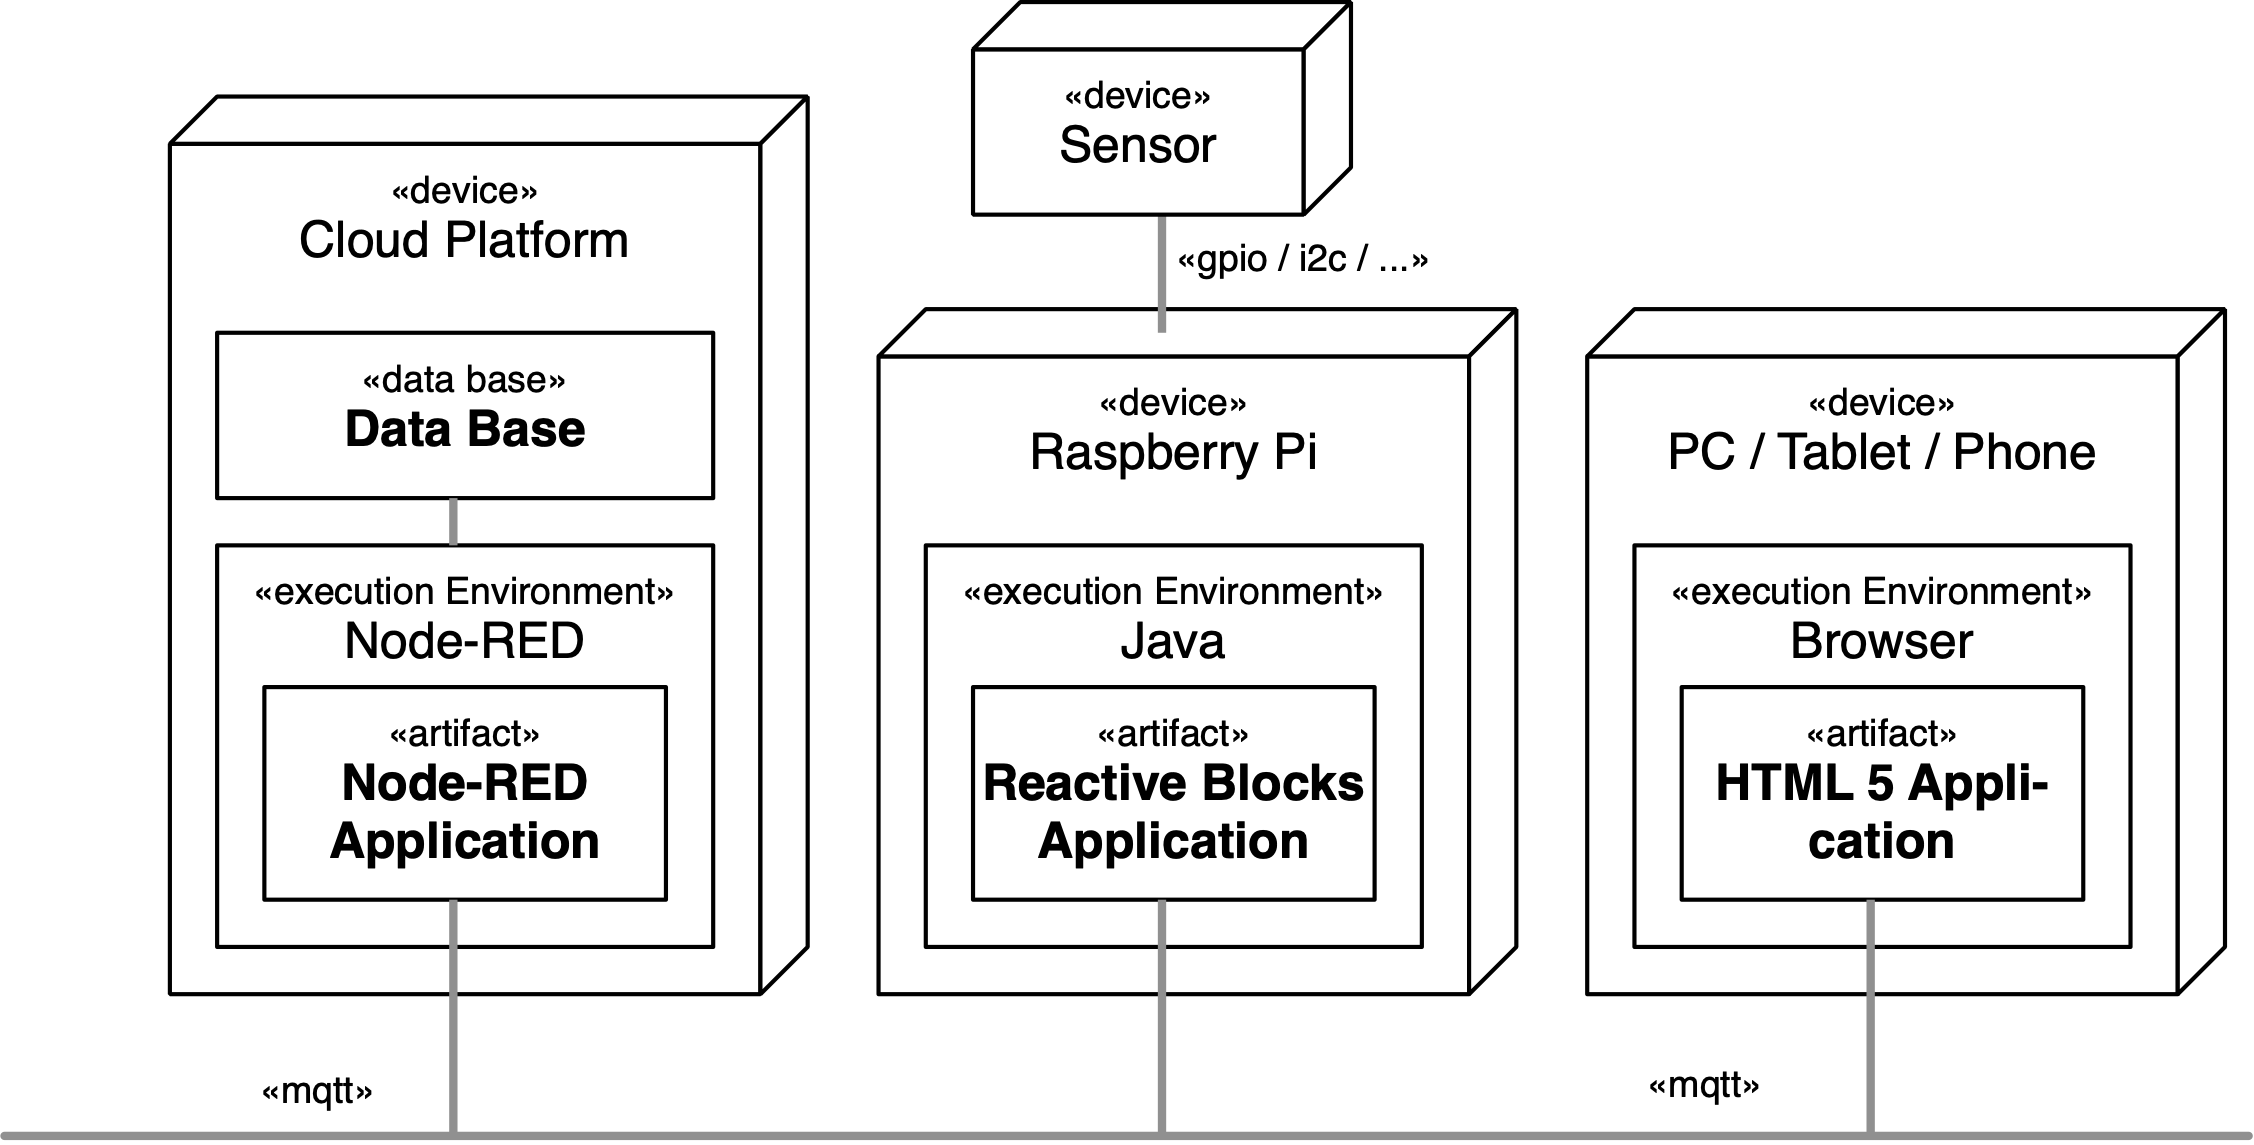 «device»
Sensor
«gpio / i2c / ...»
«device»
Cloud Platform
«data base»
Data Base
«execution Environment»
Node-RED
«artifact»
Node-RED
Application
«mqtt»
«device»
Raspberry Pi
«execution Environment»
Java
«artifact»
Reactive Blocks
Application
«device»
PC / Tablet / Phone
«execution Environment»
Browser
«artifact»
HTML 5 Appli-
cation
«mqtt»